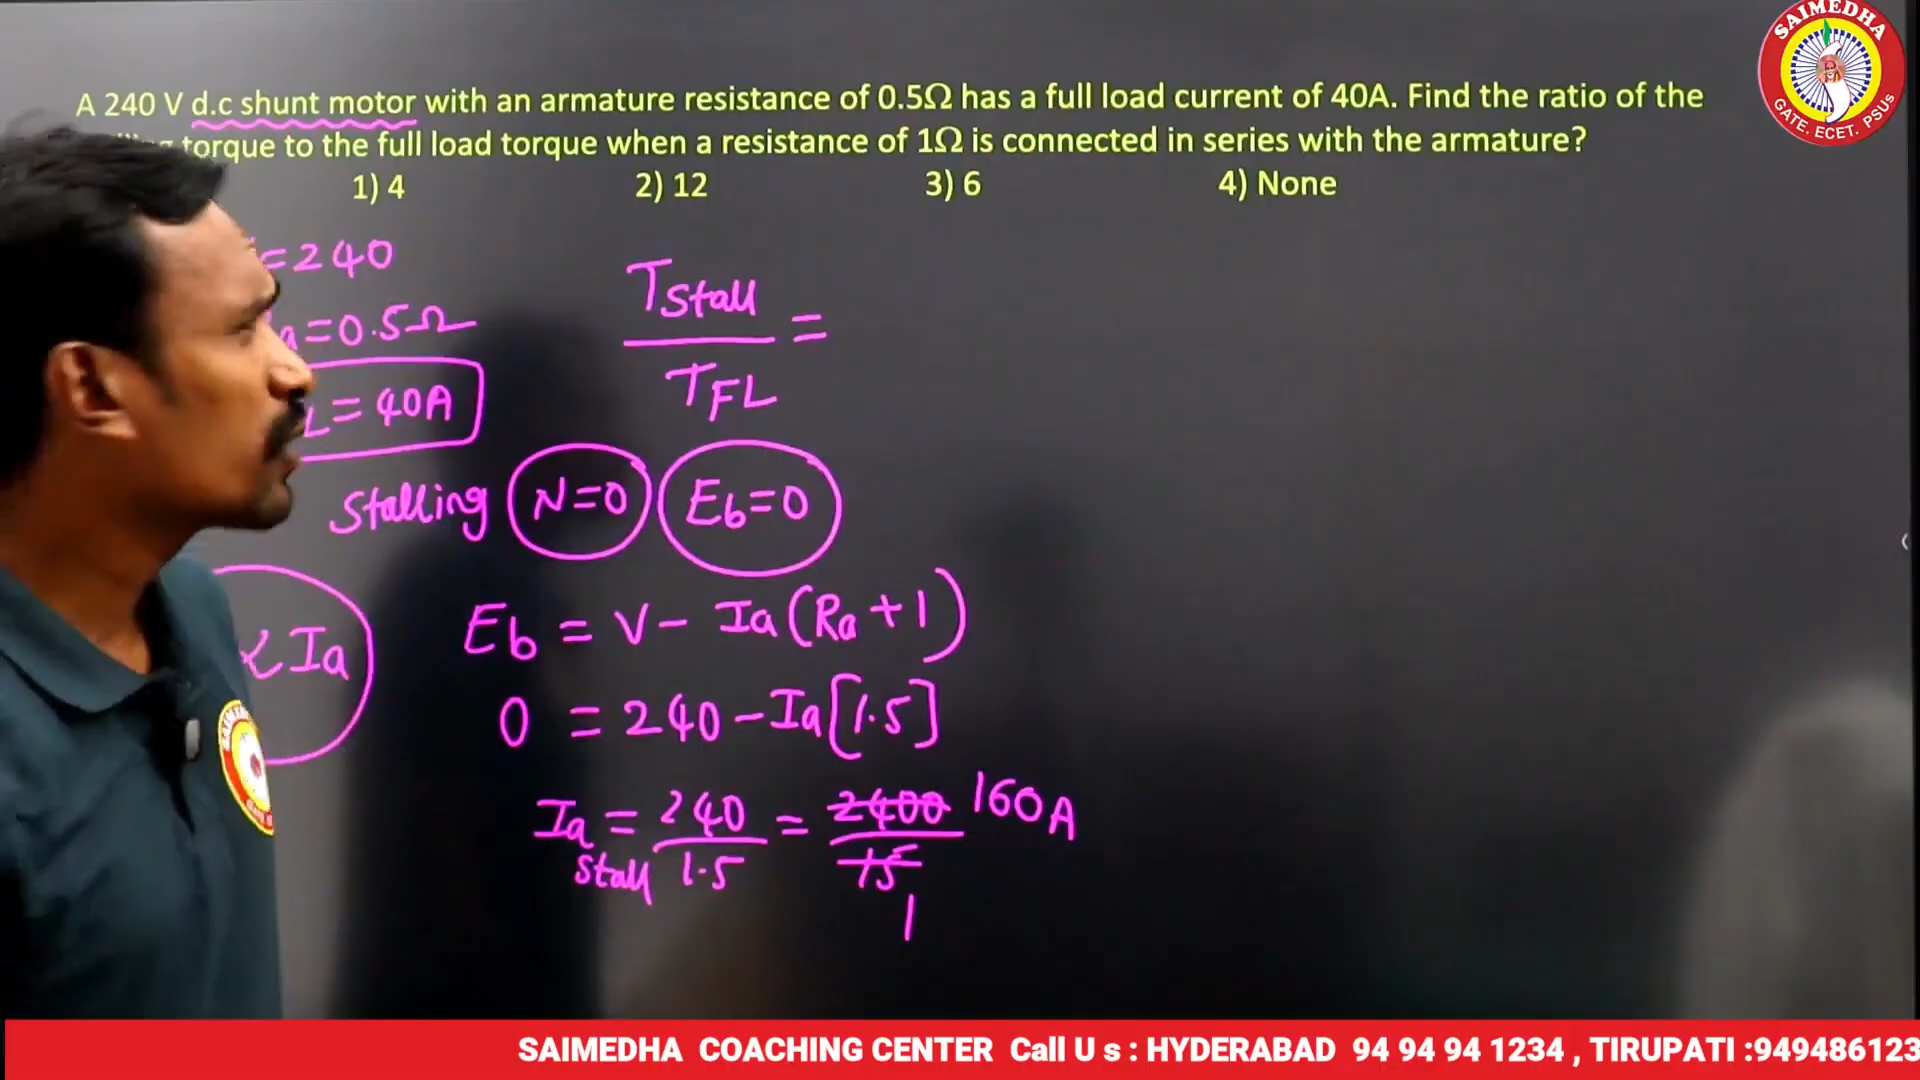 SAIMEDHA
GATE. ECET. PSUs
A 240 V d.c shunt motor with an armature resistance of 0.5Ω has a full load current of 40A. Find the ratio of the
torque to the full load torque when a resistance of 1Ω is connected in series with the armature?
1) 4 2) 12 3) 6 4) None
=240
a=0.5Ω
L=40A
Tstall
=
TFL
Stalling N=0 Eb=0
∝ Ia
Eb = V - Ia(Ra+1)
0 = 240-Ia[1.5]
Ia stall = 240/1.5 = 2400/15 160A
1
SAIMEDHA COACHING CENTER Call U s : HYDERABAD 94 94 94 1234 , TIRUPATI :949486123